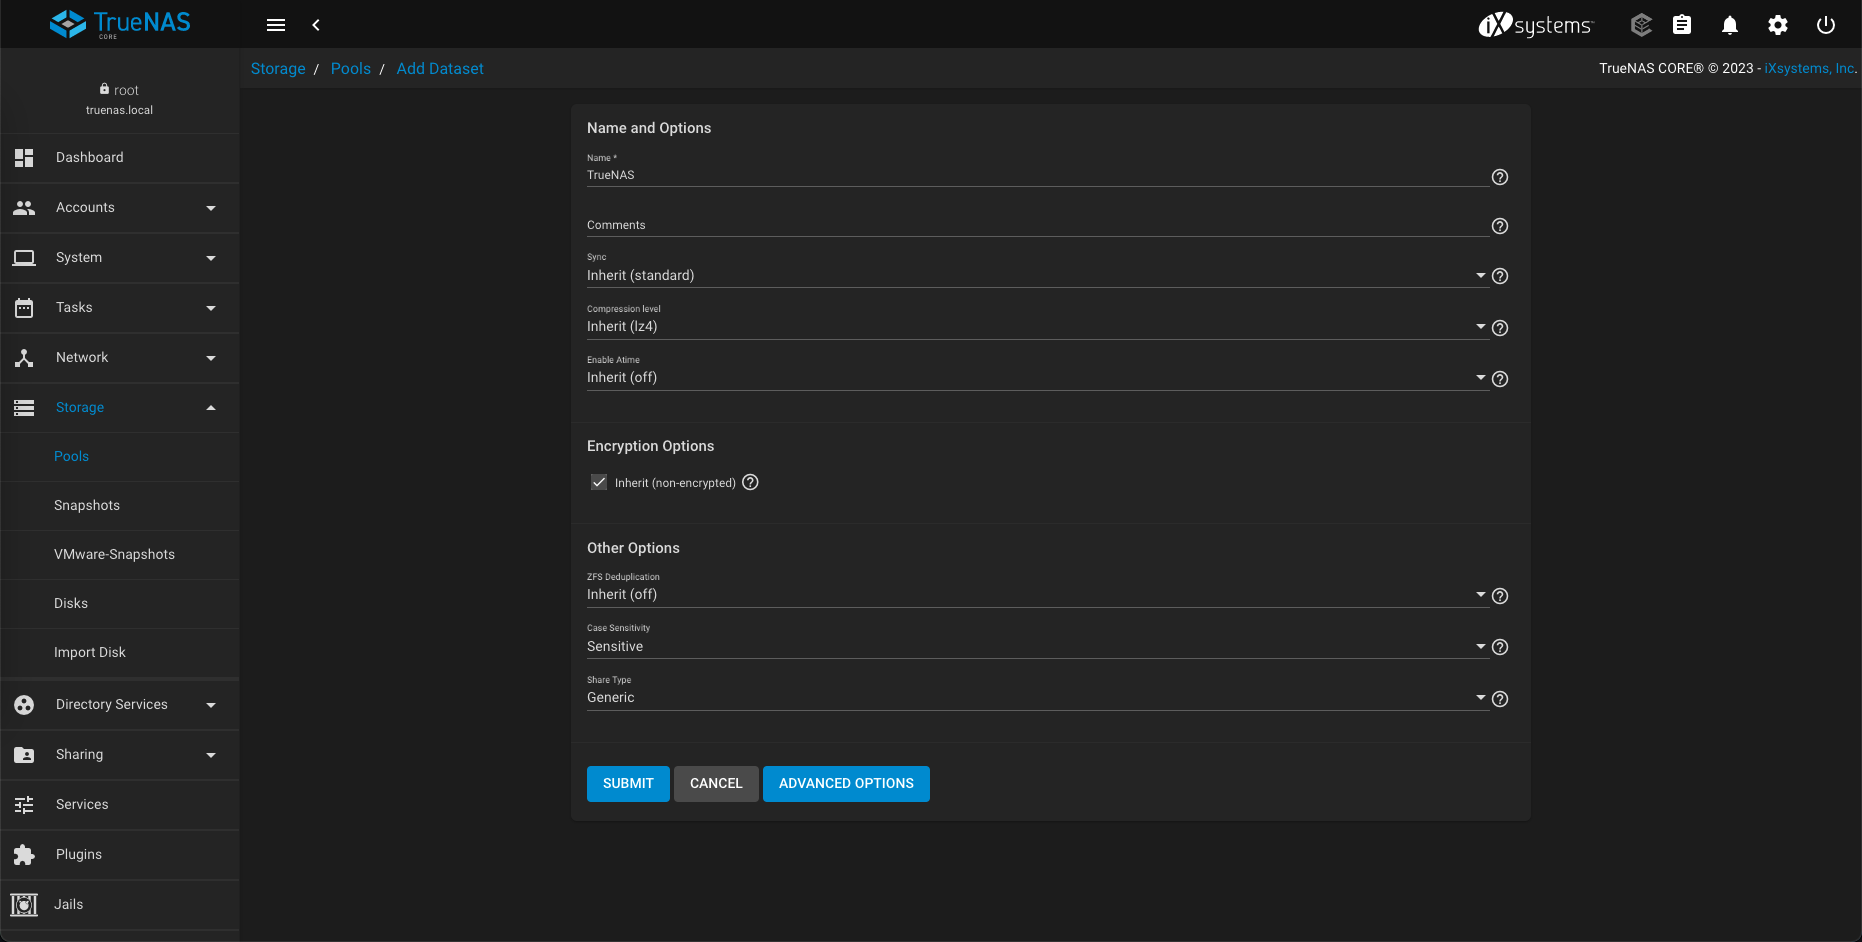 TrueNAS
CORE
iXsystems
Storage / Pools / Add Dataset
TrueNAS CORE® © 2023 - iXsystems, Inc.
root
truenas.local
Dashboard
Accounts
System
Tasks
Network
Storage
Pools
Snapshots
VMware-Snapshots
Disks
Import Disk
Directory Services
Sharing
Services
Plugins
Jails
Name and Options
Name *
TrueNAS
Comments
Sync
Inherit (standard)
Compression level
Inherit (lz4)
Enable Atime
Inherit (off)
Encryption Options
Inherit (non-encrypted)
Other Options
ZFS Deduplication
Inherit (off)
Case Sensitivity
Sensitive
Share Type
Generic
SUBMIT CANCEL ADVANCED OPTIONS